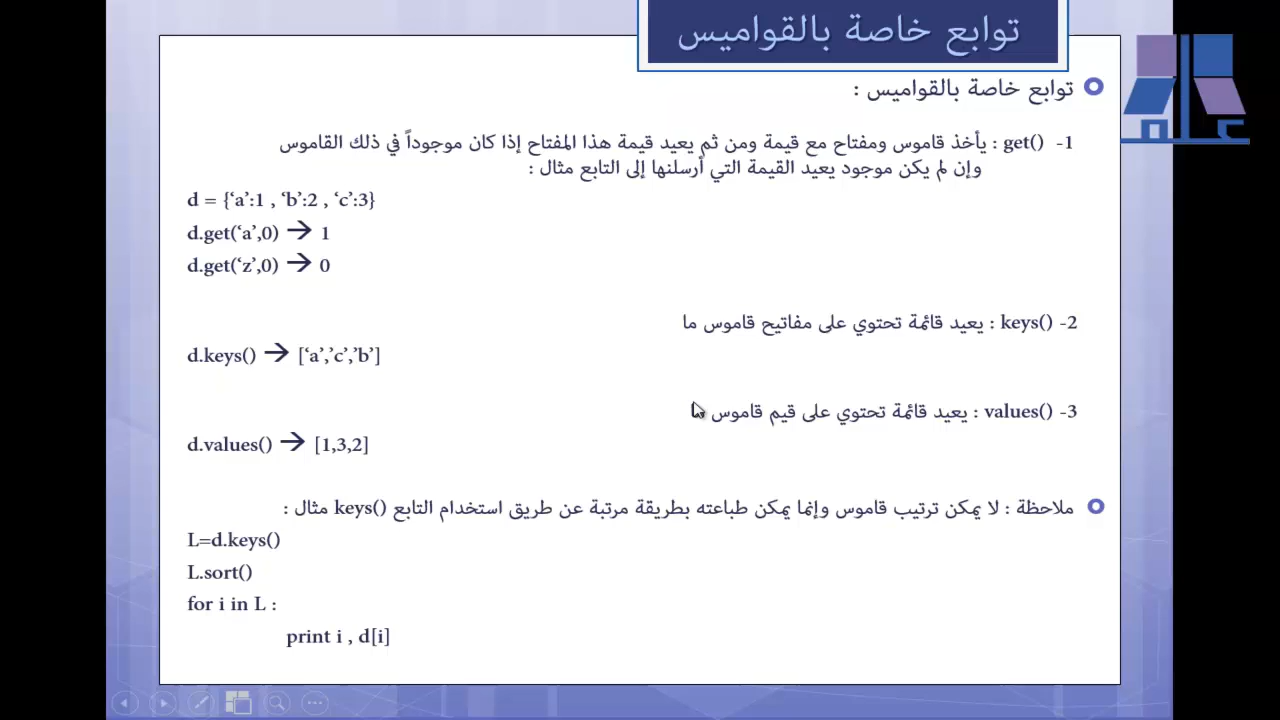 توابع خاصة بالقواميس
علم
توابع خاصة بالقواميس :
1- get() : يأخذ قاموس ومفتاح مع قيمة ومن ثم يعيد قيمة هذا المفتاح إذا كان موجوداً في ذلك القاموس
وإن لم يكن موجود يعيد القيمة التي أرسلنها إلى التابع مثال :
d = {‘a’:1 , ‘b’:2 , ‘c’:3}
d.get(‘a’,0) → 1
d.get(‘z’,0) → 0
2- keys() : يعيد قائمة تحتوي على مفاتيح قاموس ما
d.keys() → [‘a’,’c’,’b’]
3- values() : يعيد قائمة تحتوي على قيم قاموس ما
d.values() → [1,3,2]
ملاحظة : لا يمكن ترتيب قاموس وإنما يمكن طباعته بطريقة مرتبة عن طريق استخدام التابع keys() مثال :
L=d.keys()
L.sort()
for i in L :
print i , d[i]